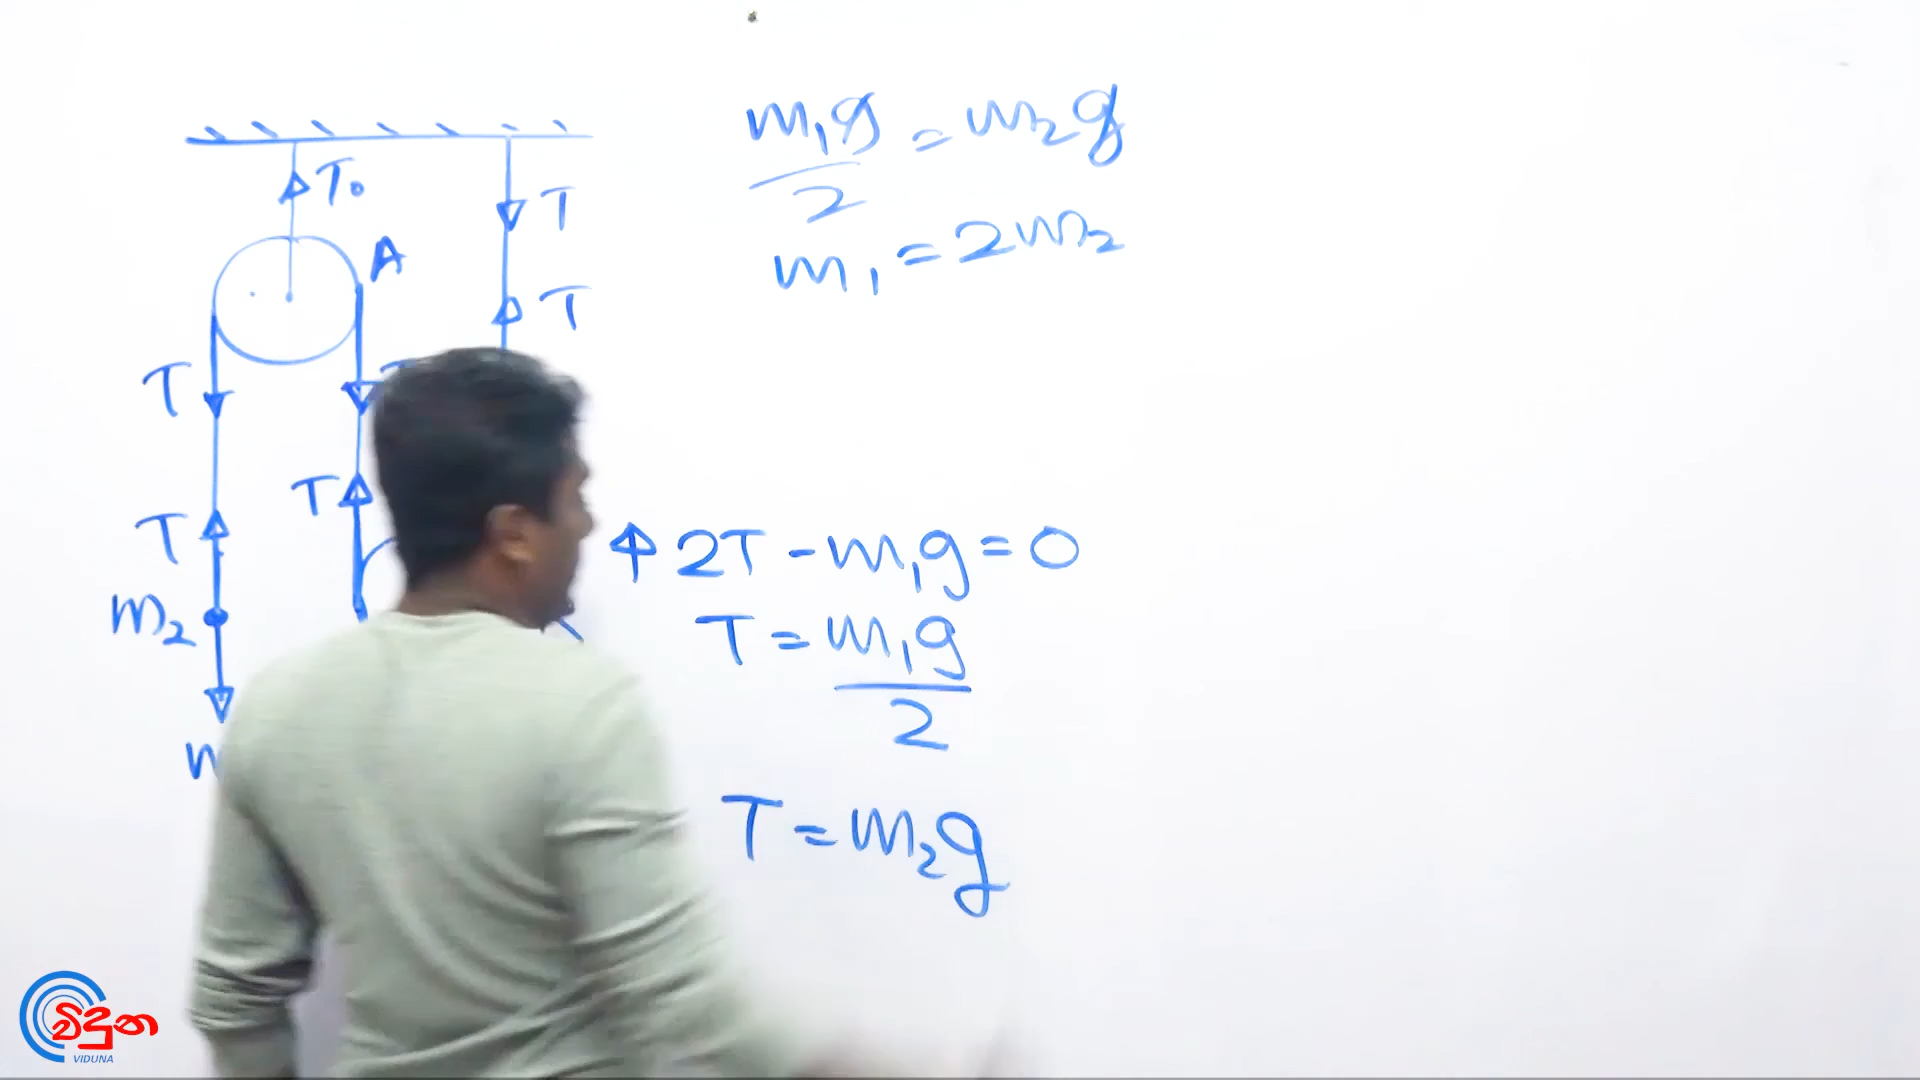 m₁g/2 = m₂g
m₁ = 2m₂
T₀
A
T
T
T
T
T
m₂
2T - m₁g = 0
T = m₁g/2
T = m₂g
විදුන
VIDUNA